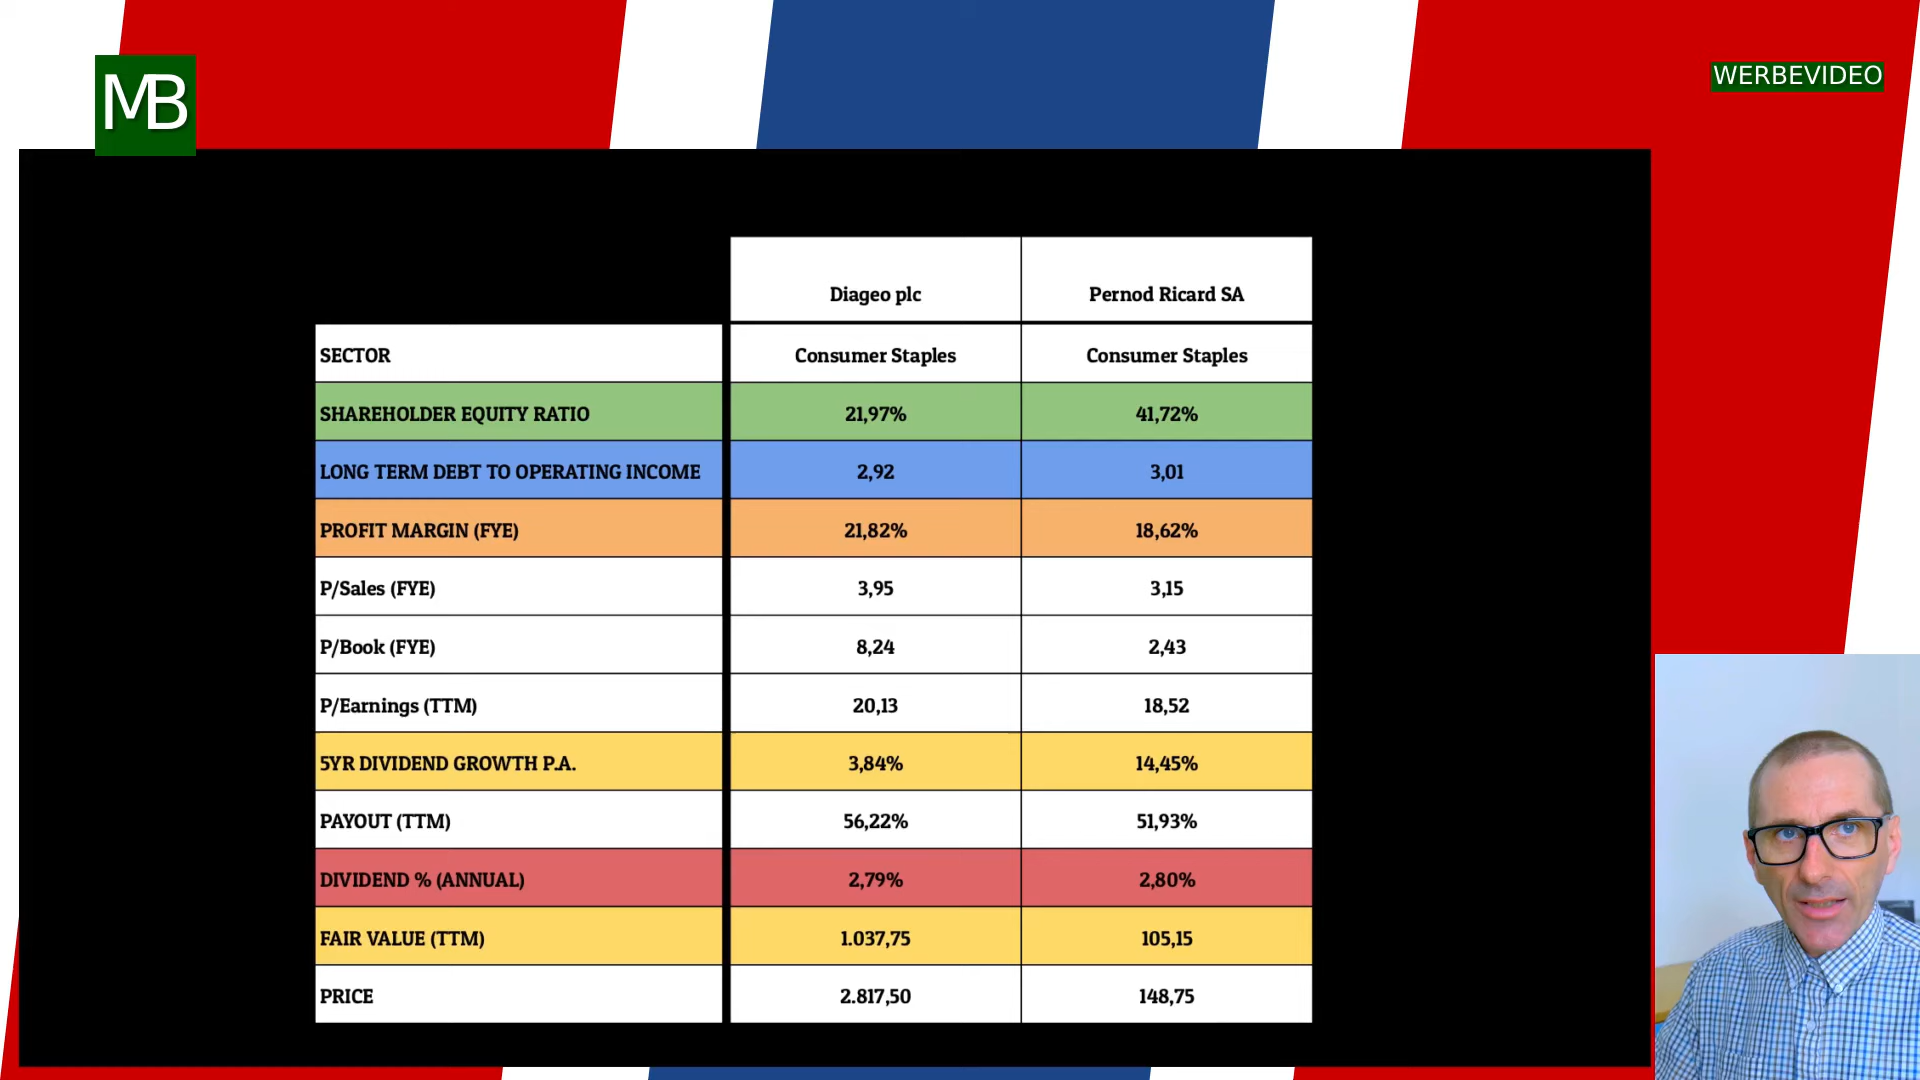 MB
WERBEVIDEO
Diageo plc Pernod Ricard SA
SECTOR Consumer Staples Consumer Staples
SHAREHOLDER EQUITY RATIO 21,97% 41,72%
LONG TERM DEBT TO OPERATING INCOME 2,92 3,01
PROFIT MARGIN (FYE) 21,82% 18,62%
P/Sales (FYE) 3,95 3,15
P/Book (FYE) 8,24 2,43
P/Earnings (TTM) 20,13 18,52
5YR DIVIDEND GROWTH P.A. 3,84% 14,45%
PAYOUT (TTM) 56,22% 51,93%
DIVIDEND % (ANNUAL) 2,79% 2,80%
FAIR VALUE (TTM) 1.037,75 105,15
PRICE 2.817,50 148,75